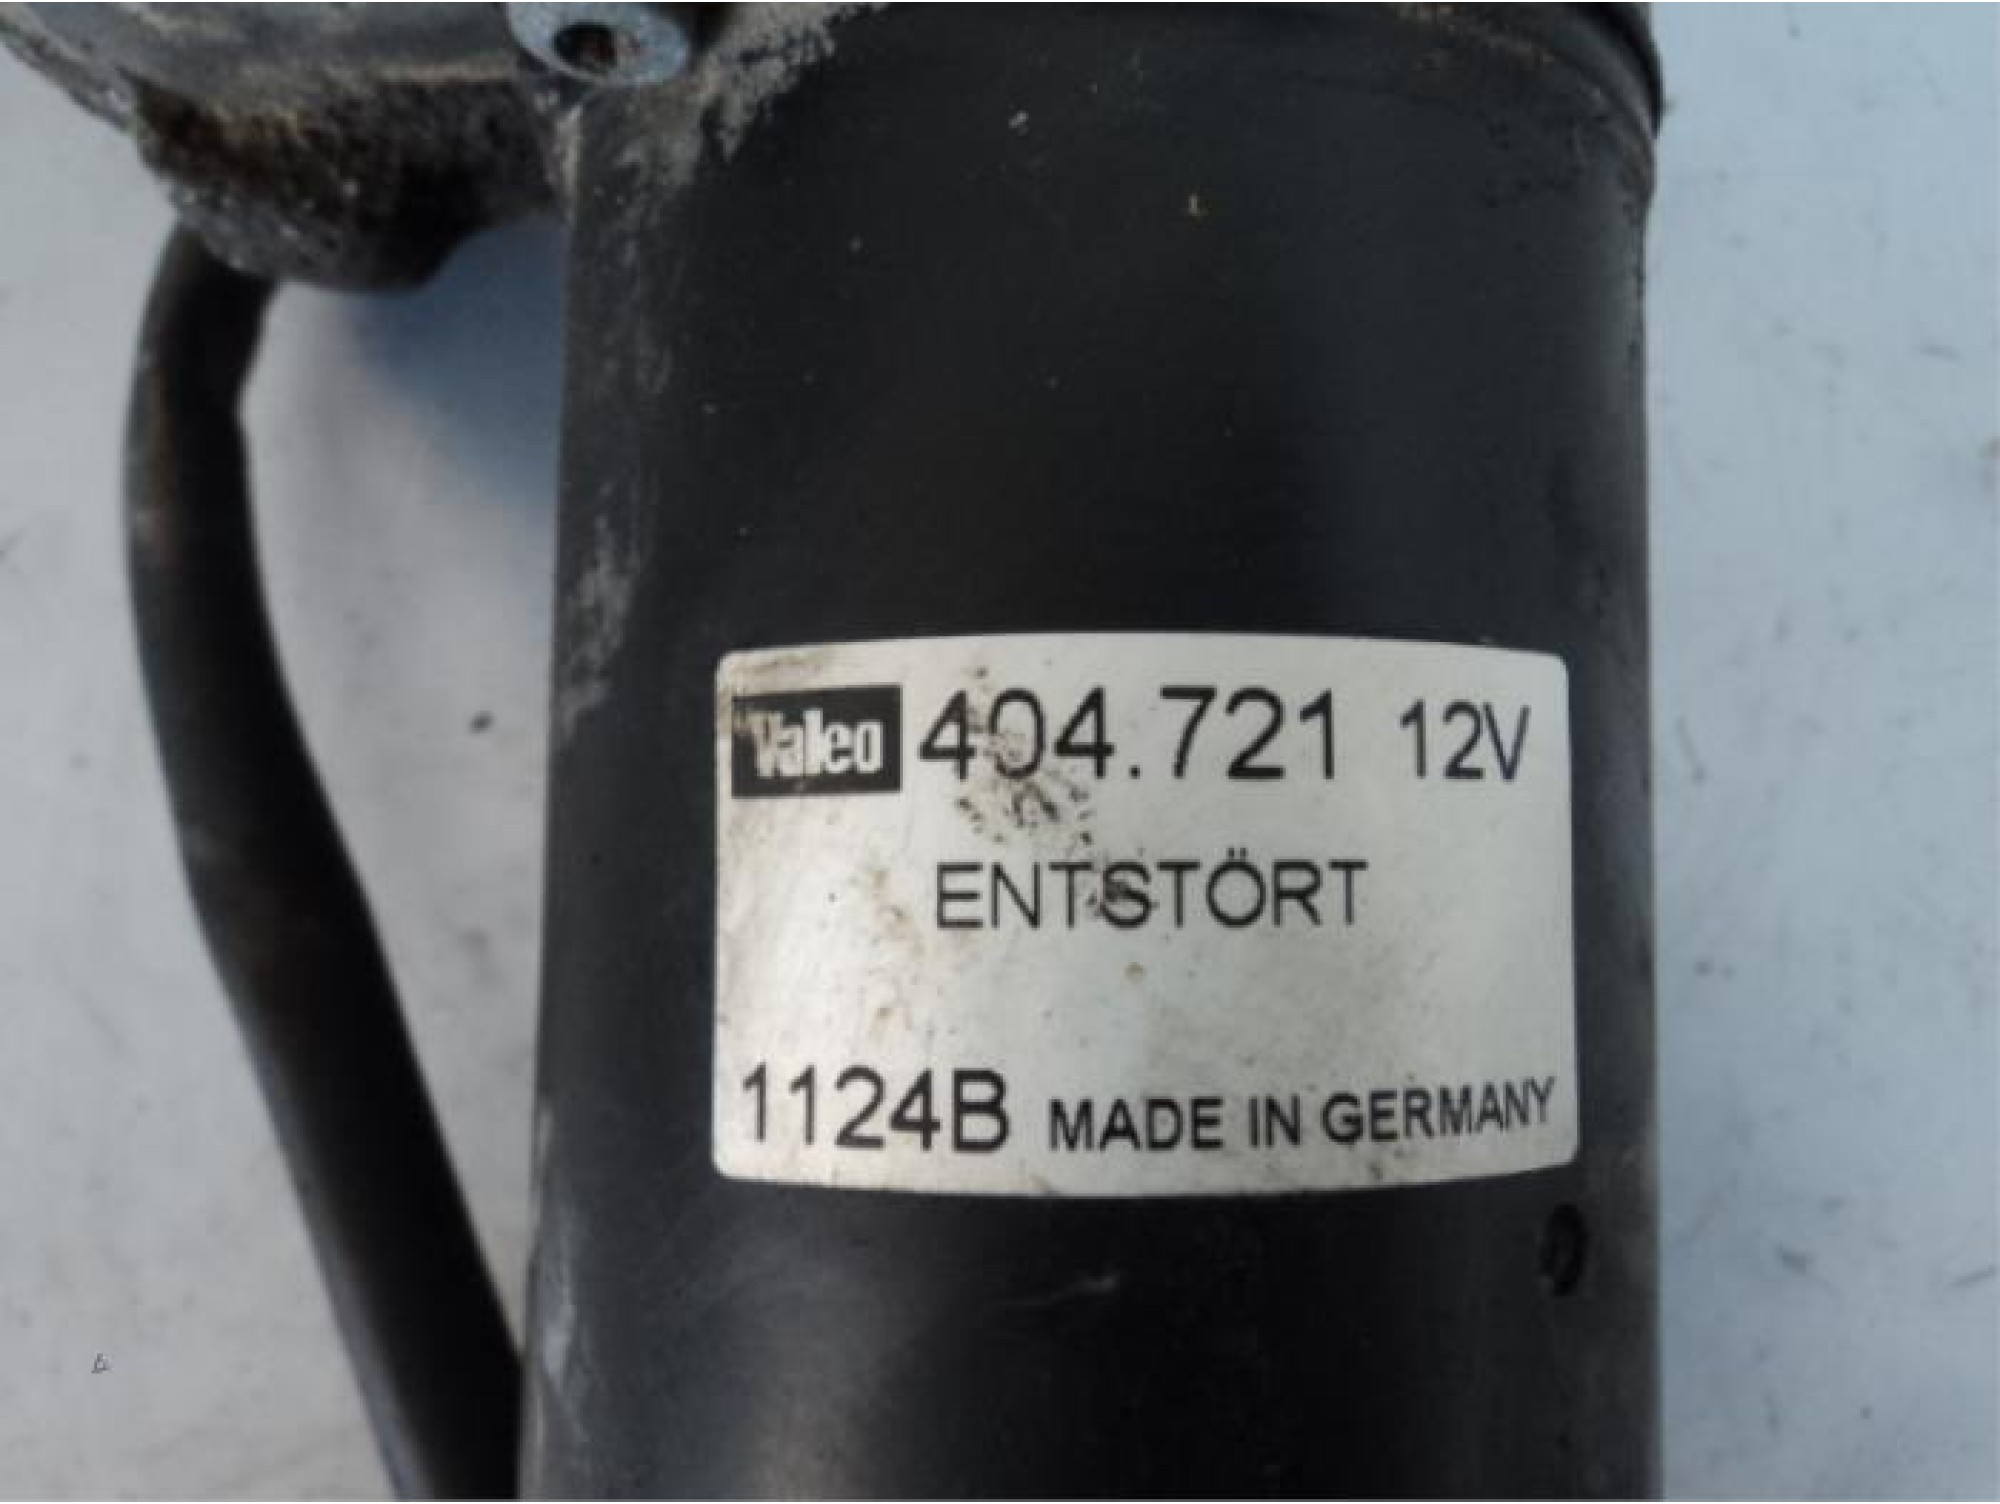 Valeo 404.721 12V
ENTSTÖRT
1124B MADE IN GERMANY